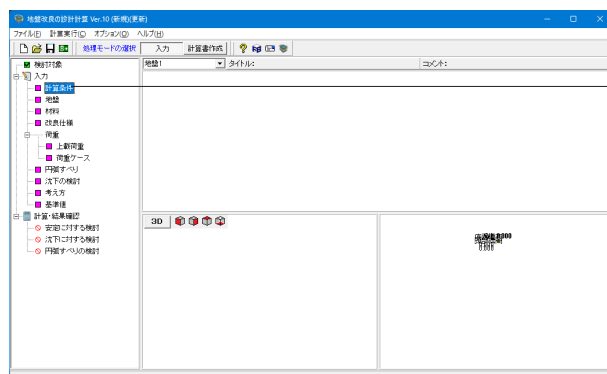 地盤改良の設計計算 Ver.10 (新規)(更新)
ファイル(F) 計算実行(C) オプション(O) ヘルプ(H)
処理モードの選択 入力 計算書作成
検討対象
入力
計算条件
地盤
材料
改良仕様
荷重
上載荷重
荷重ケース
円弧すべり
沈下の検討
考え方
基準値
計算・結果確認
安定に対する検討
沈下に対する検討
円弧すべりの検討
地盤1 タイトル: コメント:
3D